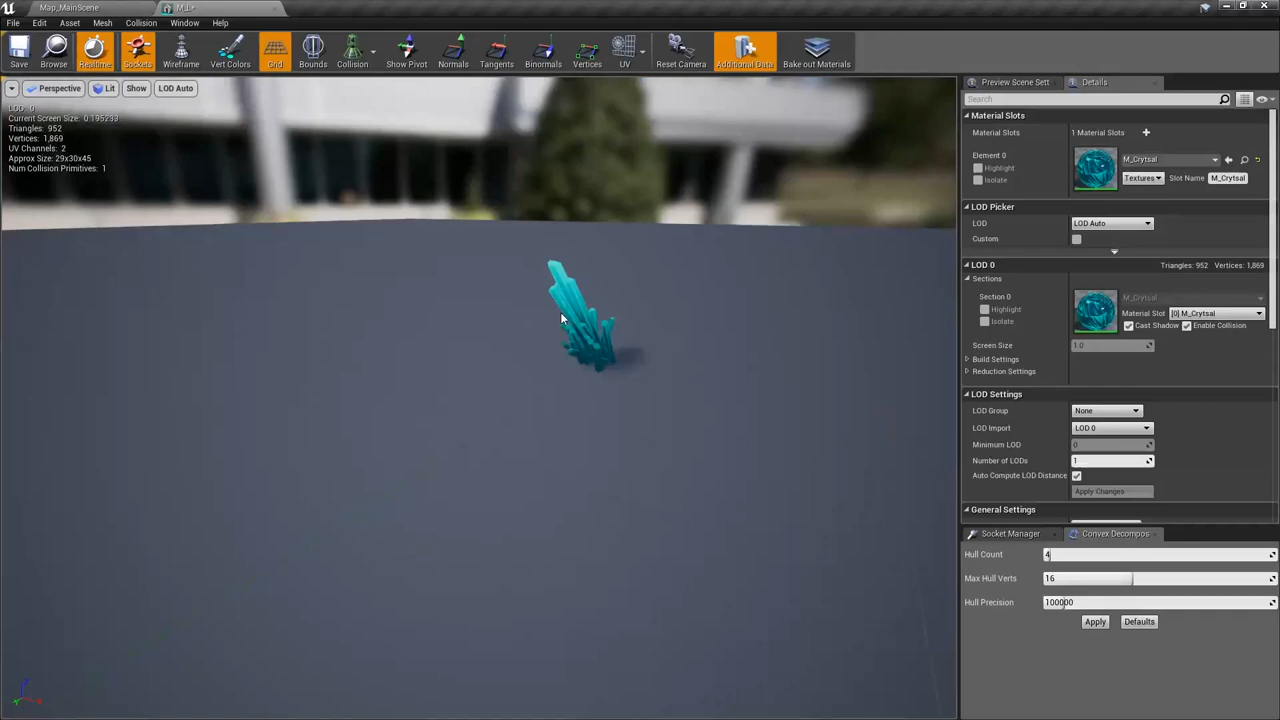 Map_MainScene
M_L*
File Edit Asset Mesh Collision Window Help
Save Browse Realtime Sockets Wireframe Vert Colors Grid Bounds Collision Show Pivot Normals Tangents Binormals Vertices UV Reset Camera Additional Data Bake out Materials
Perspective Lit Show LOD Auto
LOD: 0
Current Screen Size: 0.195233
Triangles: 952
Vertices: 1,869
UV Channels: 2
Approx Size: 29x30x45
Num Collision Primitives: 1
Preview Scene Sett Details
Search
Material Slots
Material Slots 1 Material Slots
Element 0
Highlight
Isolate
M_Crytsal
Textures Slot Name M_Crytsal
LOD Picker
LOD LOD Auto
Custom
LOD 0 Triangles: 952 Vertices: 1,869
Sections
Section 0
Highlight
Isolate
M_Crytsal
Material Slot [0] M_Crytsal
Cast Shadow Enable Collision
Screen Size 1.0
Build Settings
Reduction Settings
LOD Settings
LOD Group None
LOD Import LOD 0
Minimum LOD 0
Number of LODs 1
Auto Compute LOD Distance
Apply Changes
General Settings
Socket Manager Convex Decompos
Hull Count 4
Max Hull Verts 16
Hull Precision 100000
Apply Defaults